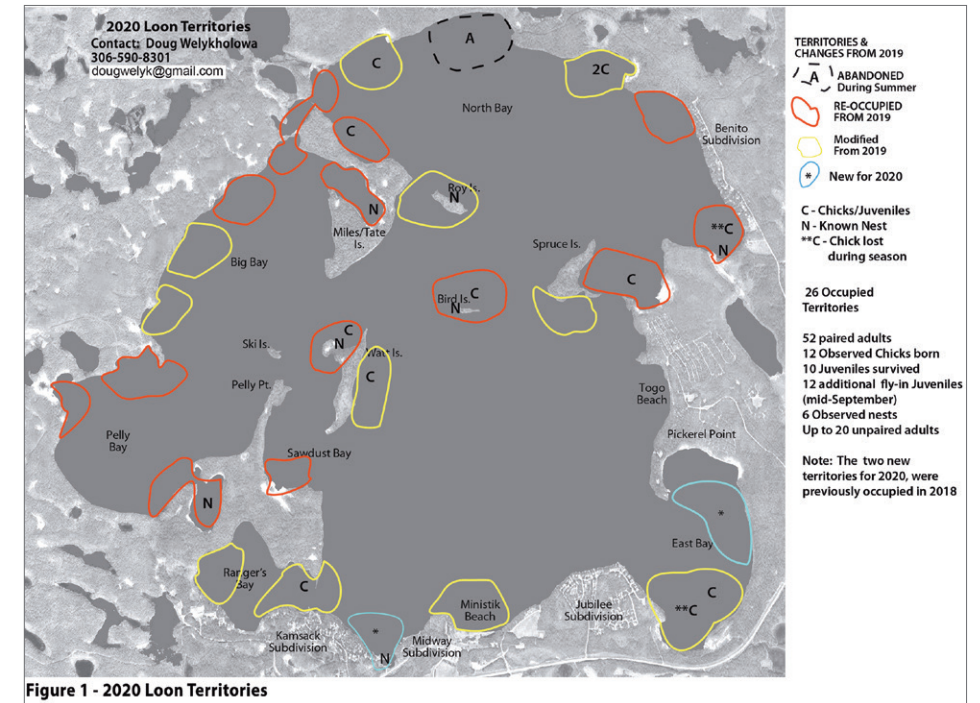 2020 Loon Territories
Contact: Doug Welykholowa
306-590-8301
dougwelyk@gmail.com
A
C
2C
North Bay
Benito Subdivision
C
Roy Is.
N
N
Miles/Tate
Is.
**C
N
Spruce Is.
Big Bay
C
Bird Is.
C
N
C
N
Ski Is.
Watt Is.
C
Pelly Pt.
Togo
Beach
Pelly
Bay
Pickerel Point
Sawdust Bay
N
*
East Bay
Ranger's
Bay
C
C
**C
Ministik
Beach
Jubilee
Subdivision
Kamsack
Subdivision
*
N
Midway
Subdivision
TERRITORIES &
CHANGES FROM 2019
A
ABANDONED
During Summer
RE-OCCUPIED
FROM 2019
Modified
From 2019
*
New for 2020
C - Chicks/Juveniles
N - Known Nest
**C - Chick lost
during season
26 Occupied
Territories
52 paired adults
12 Observed Chicks born
10 Juveniles survived
12 additional fly-in Juveniles
(mid-September)
6 Observed nests
Up to 20 unpaired adults
Note: The two new
territories for 2020, were
previously occupied in 2018
Figure 1 - 2020 Loon Territories